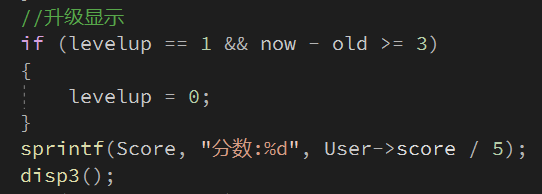 //升级显示
if (levelup == 1 && now - old >= 3)
{
    levelup = 0;
}
sprintf(Score, "分数:%d", User->score / 5);
disp3();